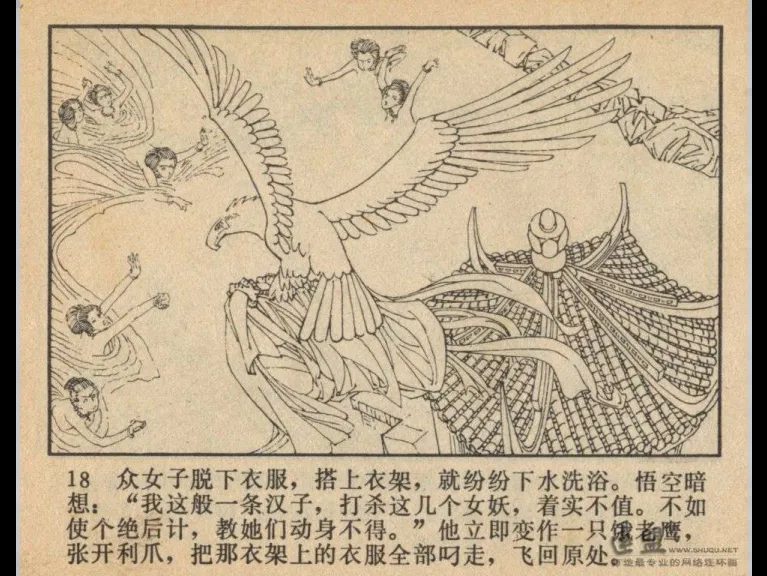 18 众女子脱下衣服，搭上衣架，就纷纷下水洗浴。悟空暗
想：“我这般一条汉子，打杀这几个女妖，着实不值。不如
使个绝后计，教她们动身不得。”他立即变作一只饿老鹰，
张开利爪，把那衣架上的衣服全部叼走，飞回原处。
WWW.SHUQU.NET
打造最专业的网络连环画